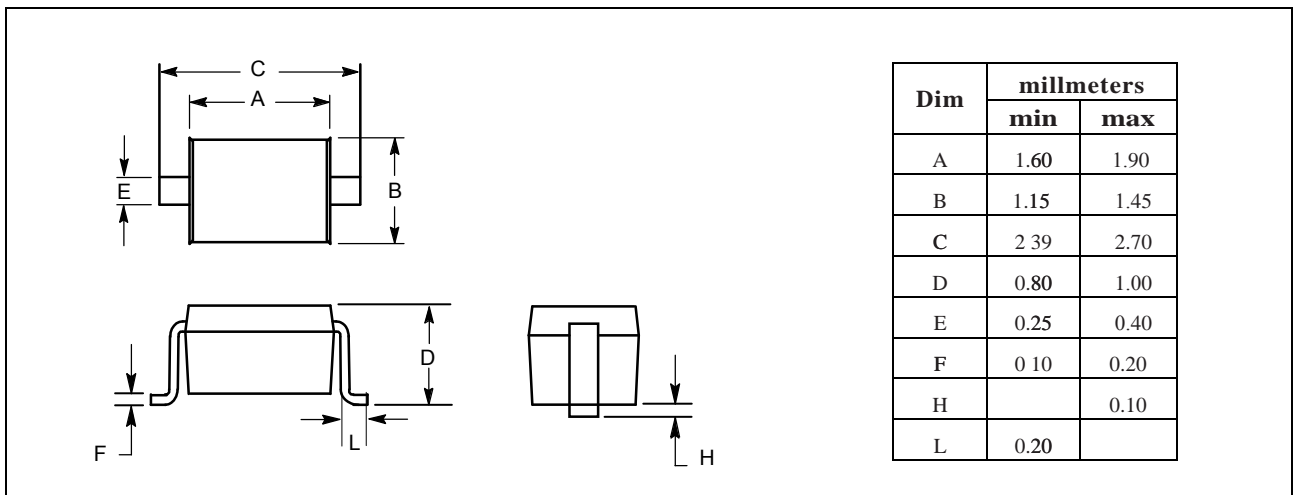 C
A
E
B
D
F
L
H
Dim millmeters
min max
A 1.60 1.90
B 1.15 1.45
C 2 39 2.70
D 0.80 1.00
E 0.25 0.40
F 0 10 0.20
H 0.10
L 0.20